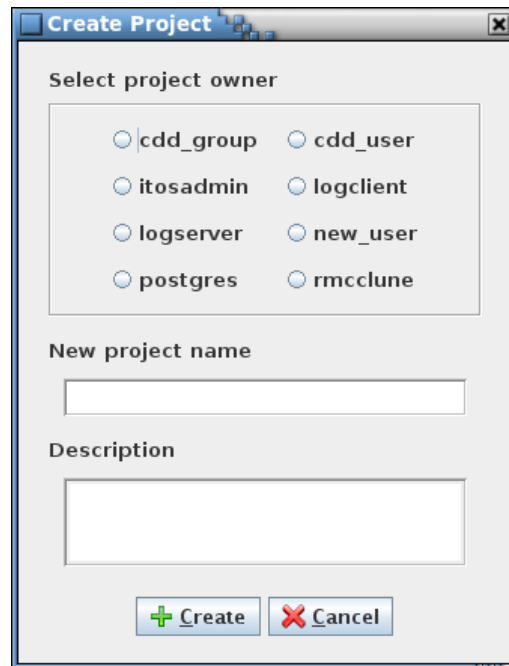 Create Project
Select project owner
cdd_group cdd_user
itosadmin logclient
logserver new_user
postgres rmcclune
New project name
Description
Create Cancel